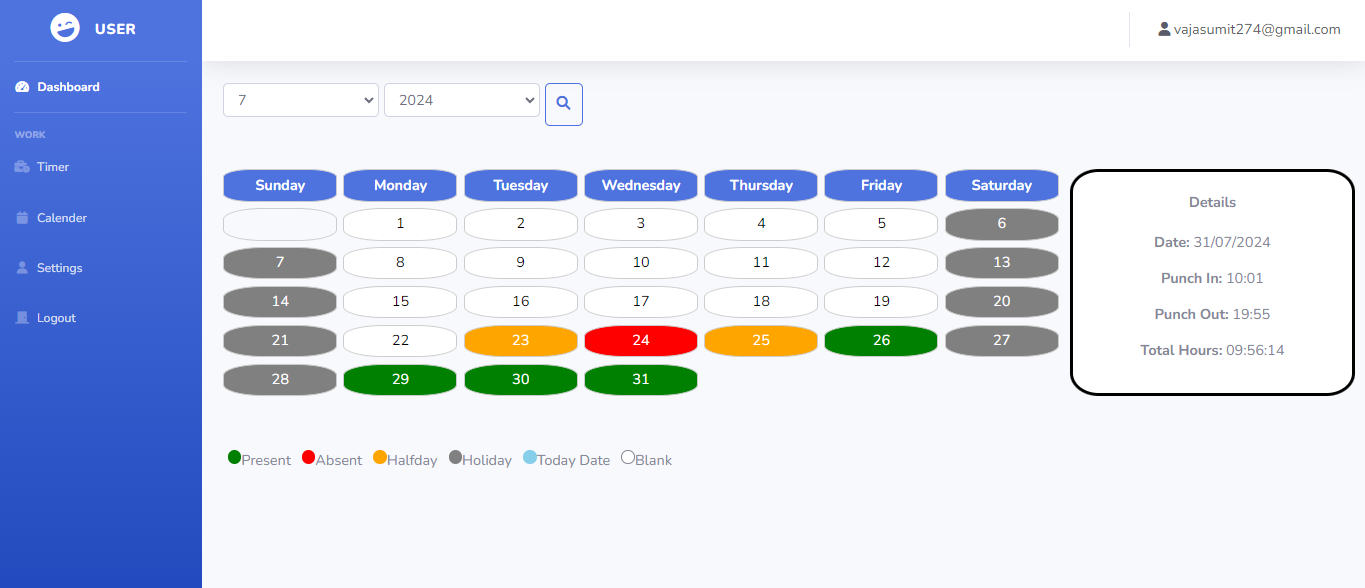 USER
vajasumit274@gmail.com
Dashboard
WORK
Timer
Calender
Settings
Logout
7 2024
Sunday Monday Tuesday Wednesday Thursday Friday Saturday
1 2 3 4 5 6
7 8 9 10 11 12 13
14 15 16 17 18 19 20
21 22 23 24 25 26 27
28 29 30 31
Present Absent Halfday Holiday Today Date Blank
Details
Date: 31/07/2024
Punch In: 10:01
Punch Out: 19:55
Total Hours: 09:56:14